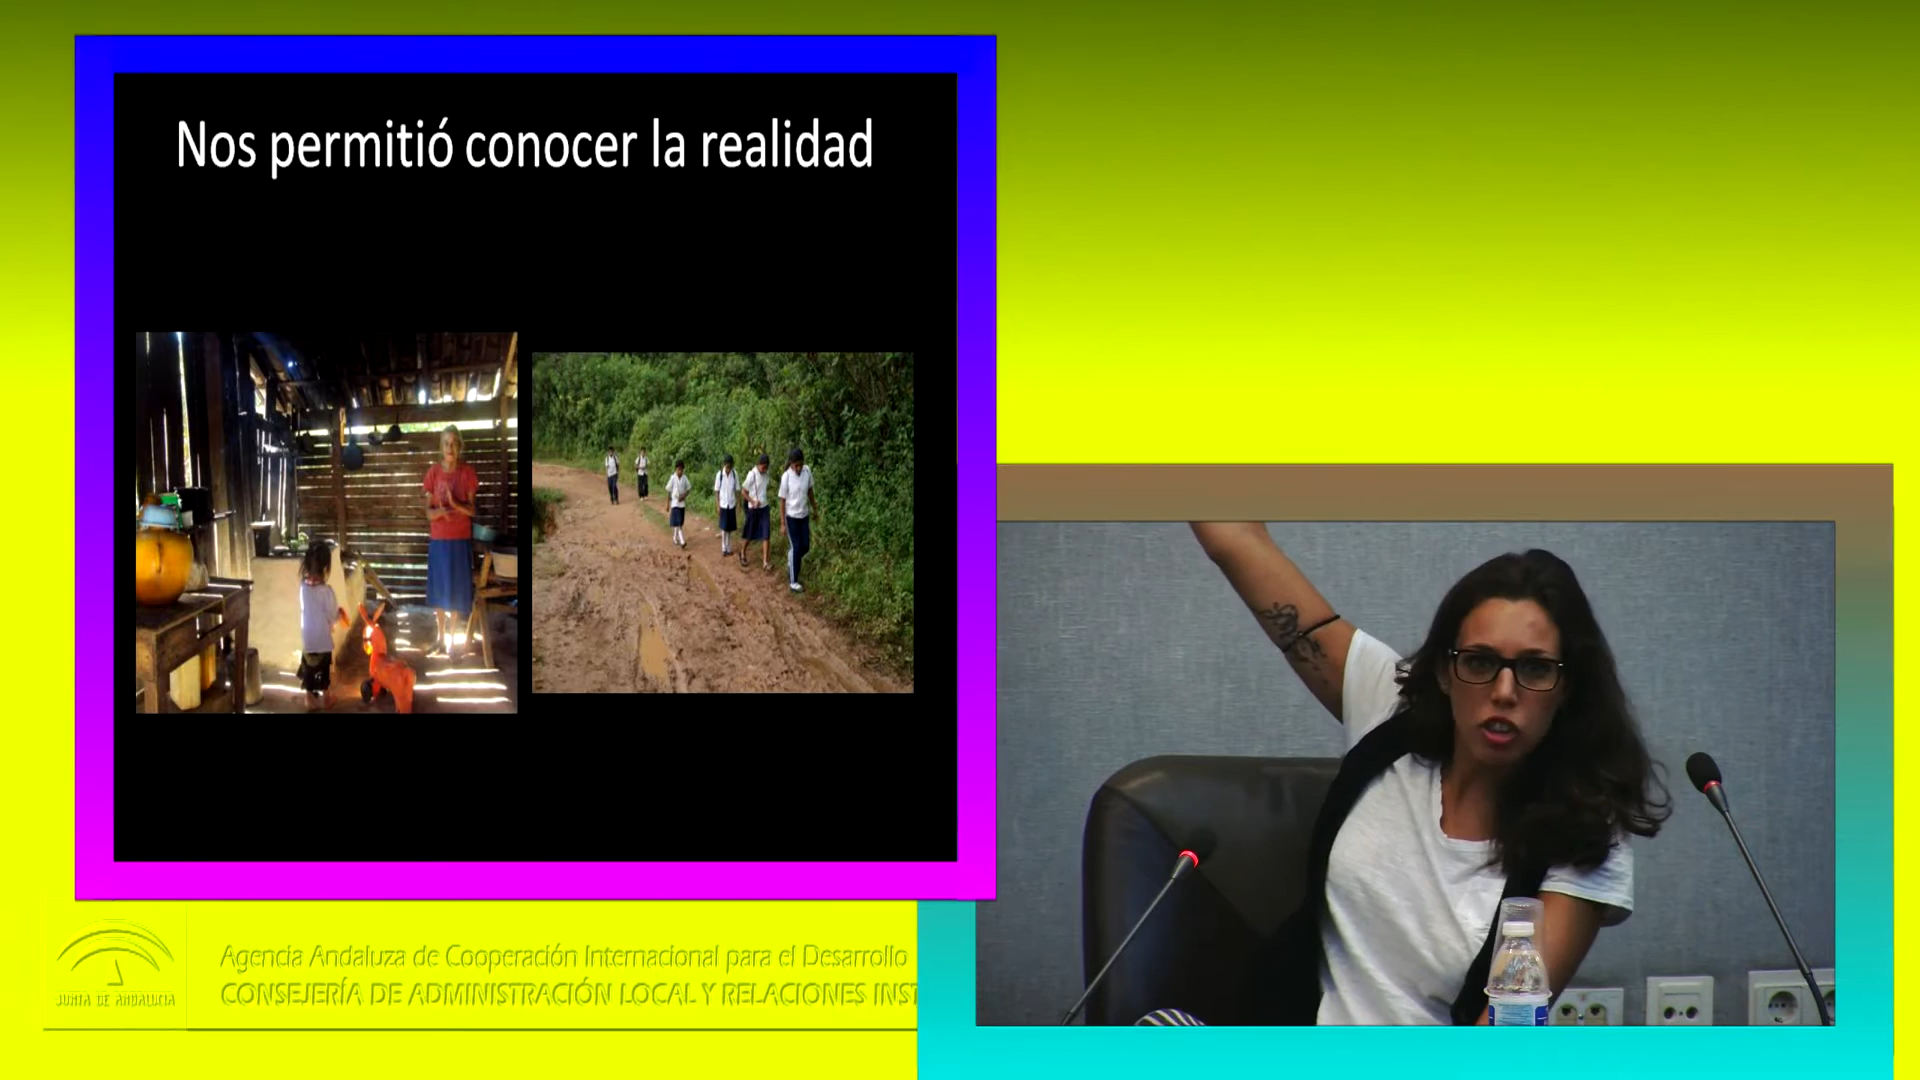 Nos permitió conocer la realidad
JUNTA DE ANDALUCIA
Agencia Andaluza de Cooperación Internacional para el Desarrollo
CONSEJERÍA DE ADMINISTRACIÓN LOCAL Y RELACIONES INST